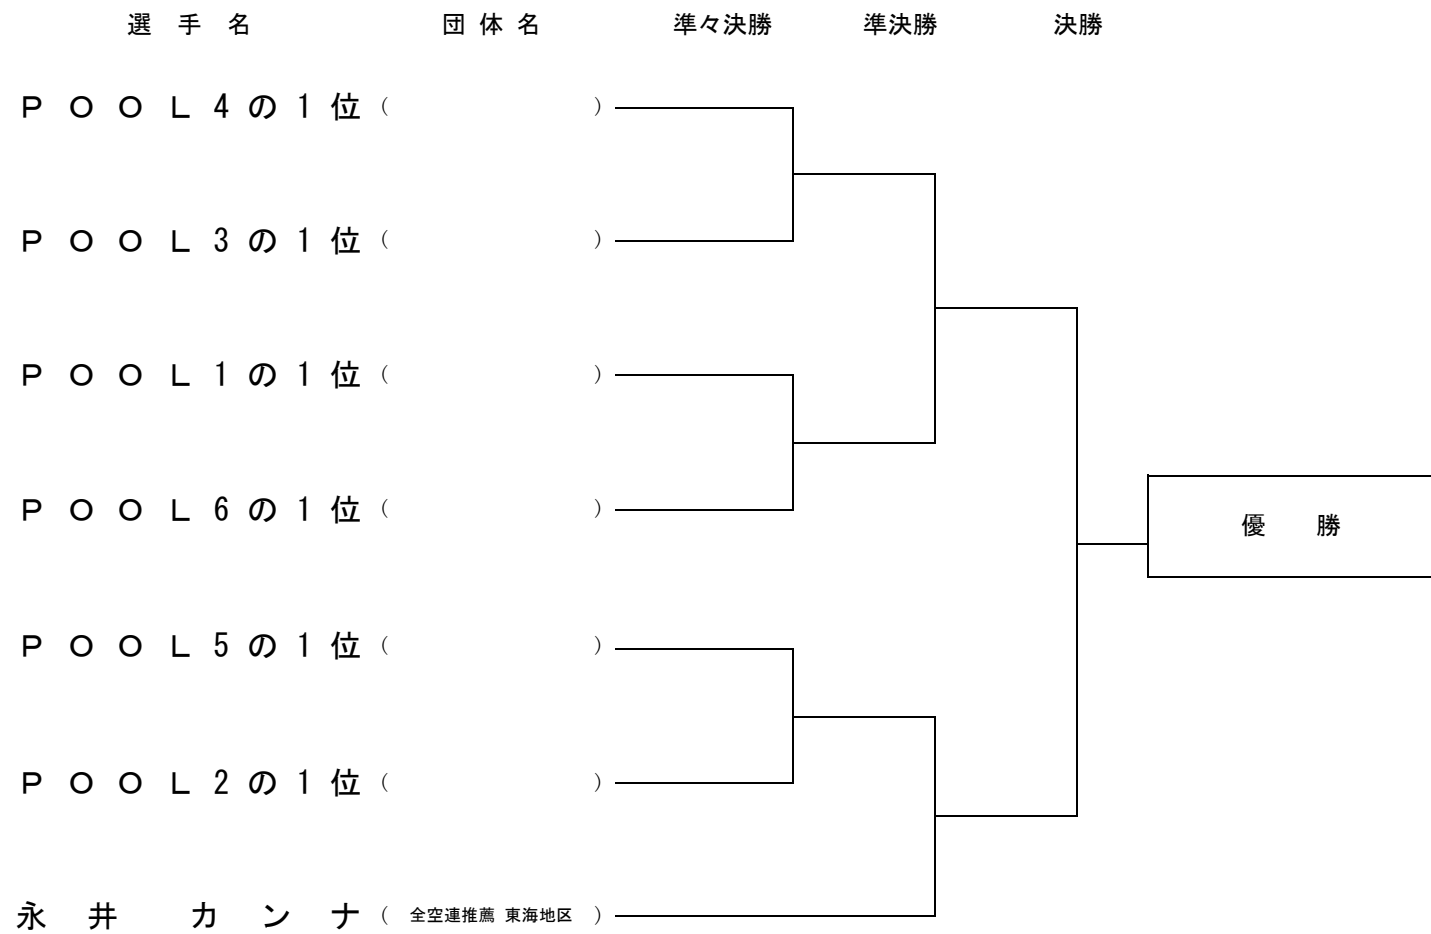 選 手 名 団 体 名 準々決勝 準決勝 決勝
ＰＯＯＬ４の１位（ ）
ＰＯＯＬ３の１位（ ）
ＰＯＯＬ１の１位（ ）
ＰＯＯＬ６の１位（ ）
優 勝
ＰＯＯＬ５の１位（ ）
ＰＯＯＬ２の１位（ ）
永 井 カ ン ナ（ 全空連推薦 東海地区 ）